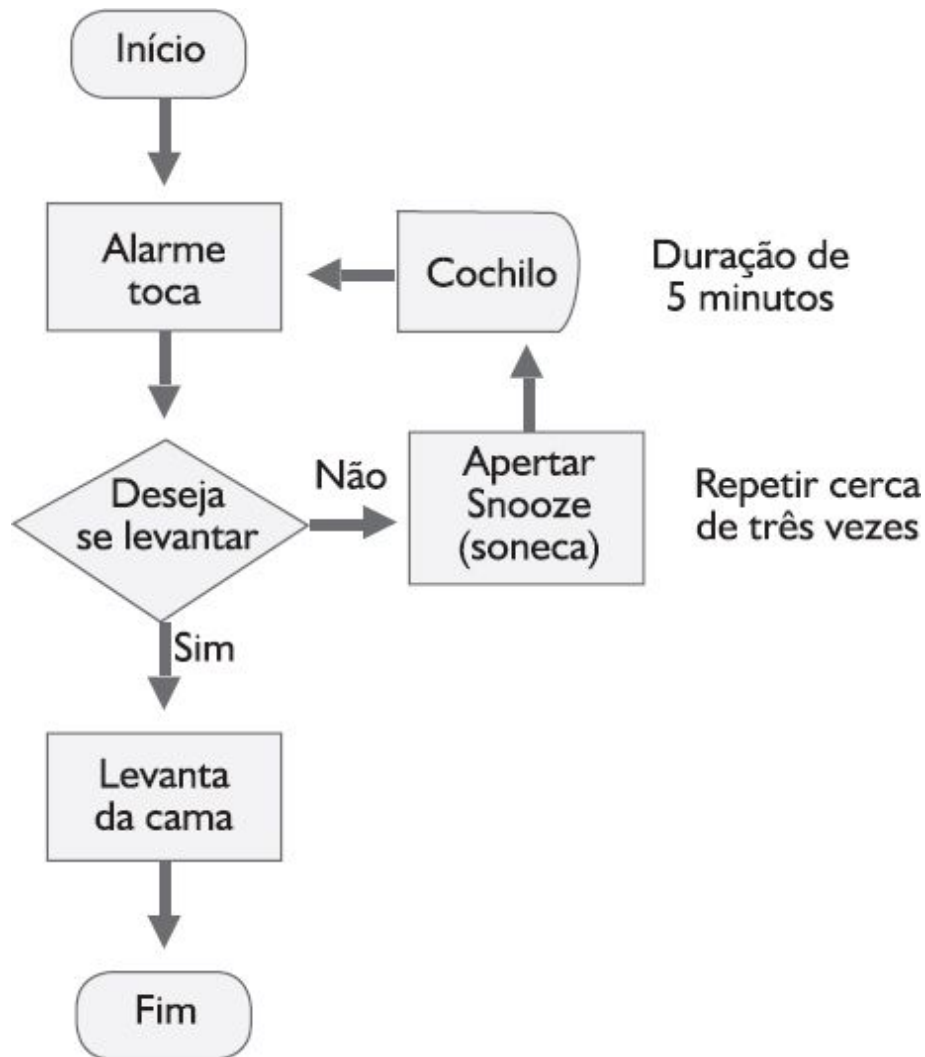 Início
Alarme
toca
Cochilo
Duração de
5 minutos
Deseja
se levantar
Não
Apertar
Snooze
(soneca)
Repetir cerca
de três vezes
Sim
Levanta
da cama
Fim